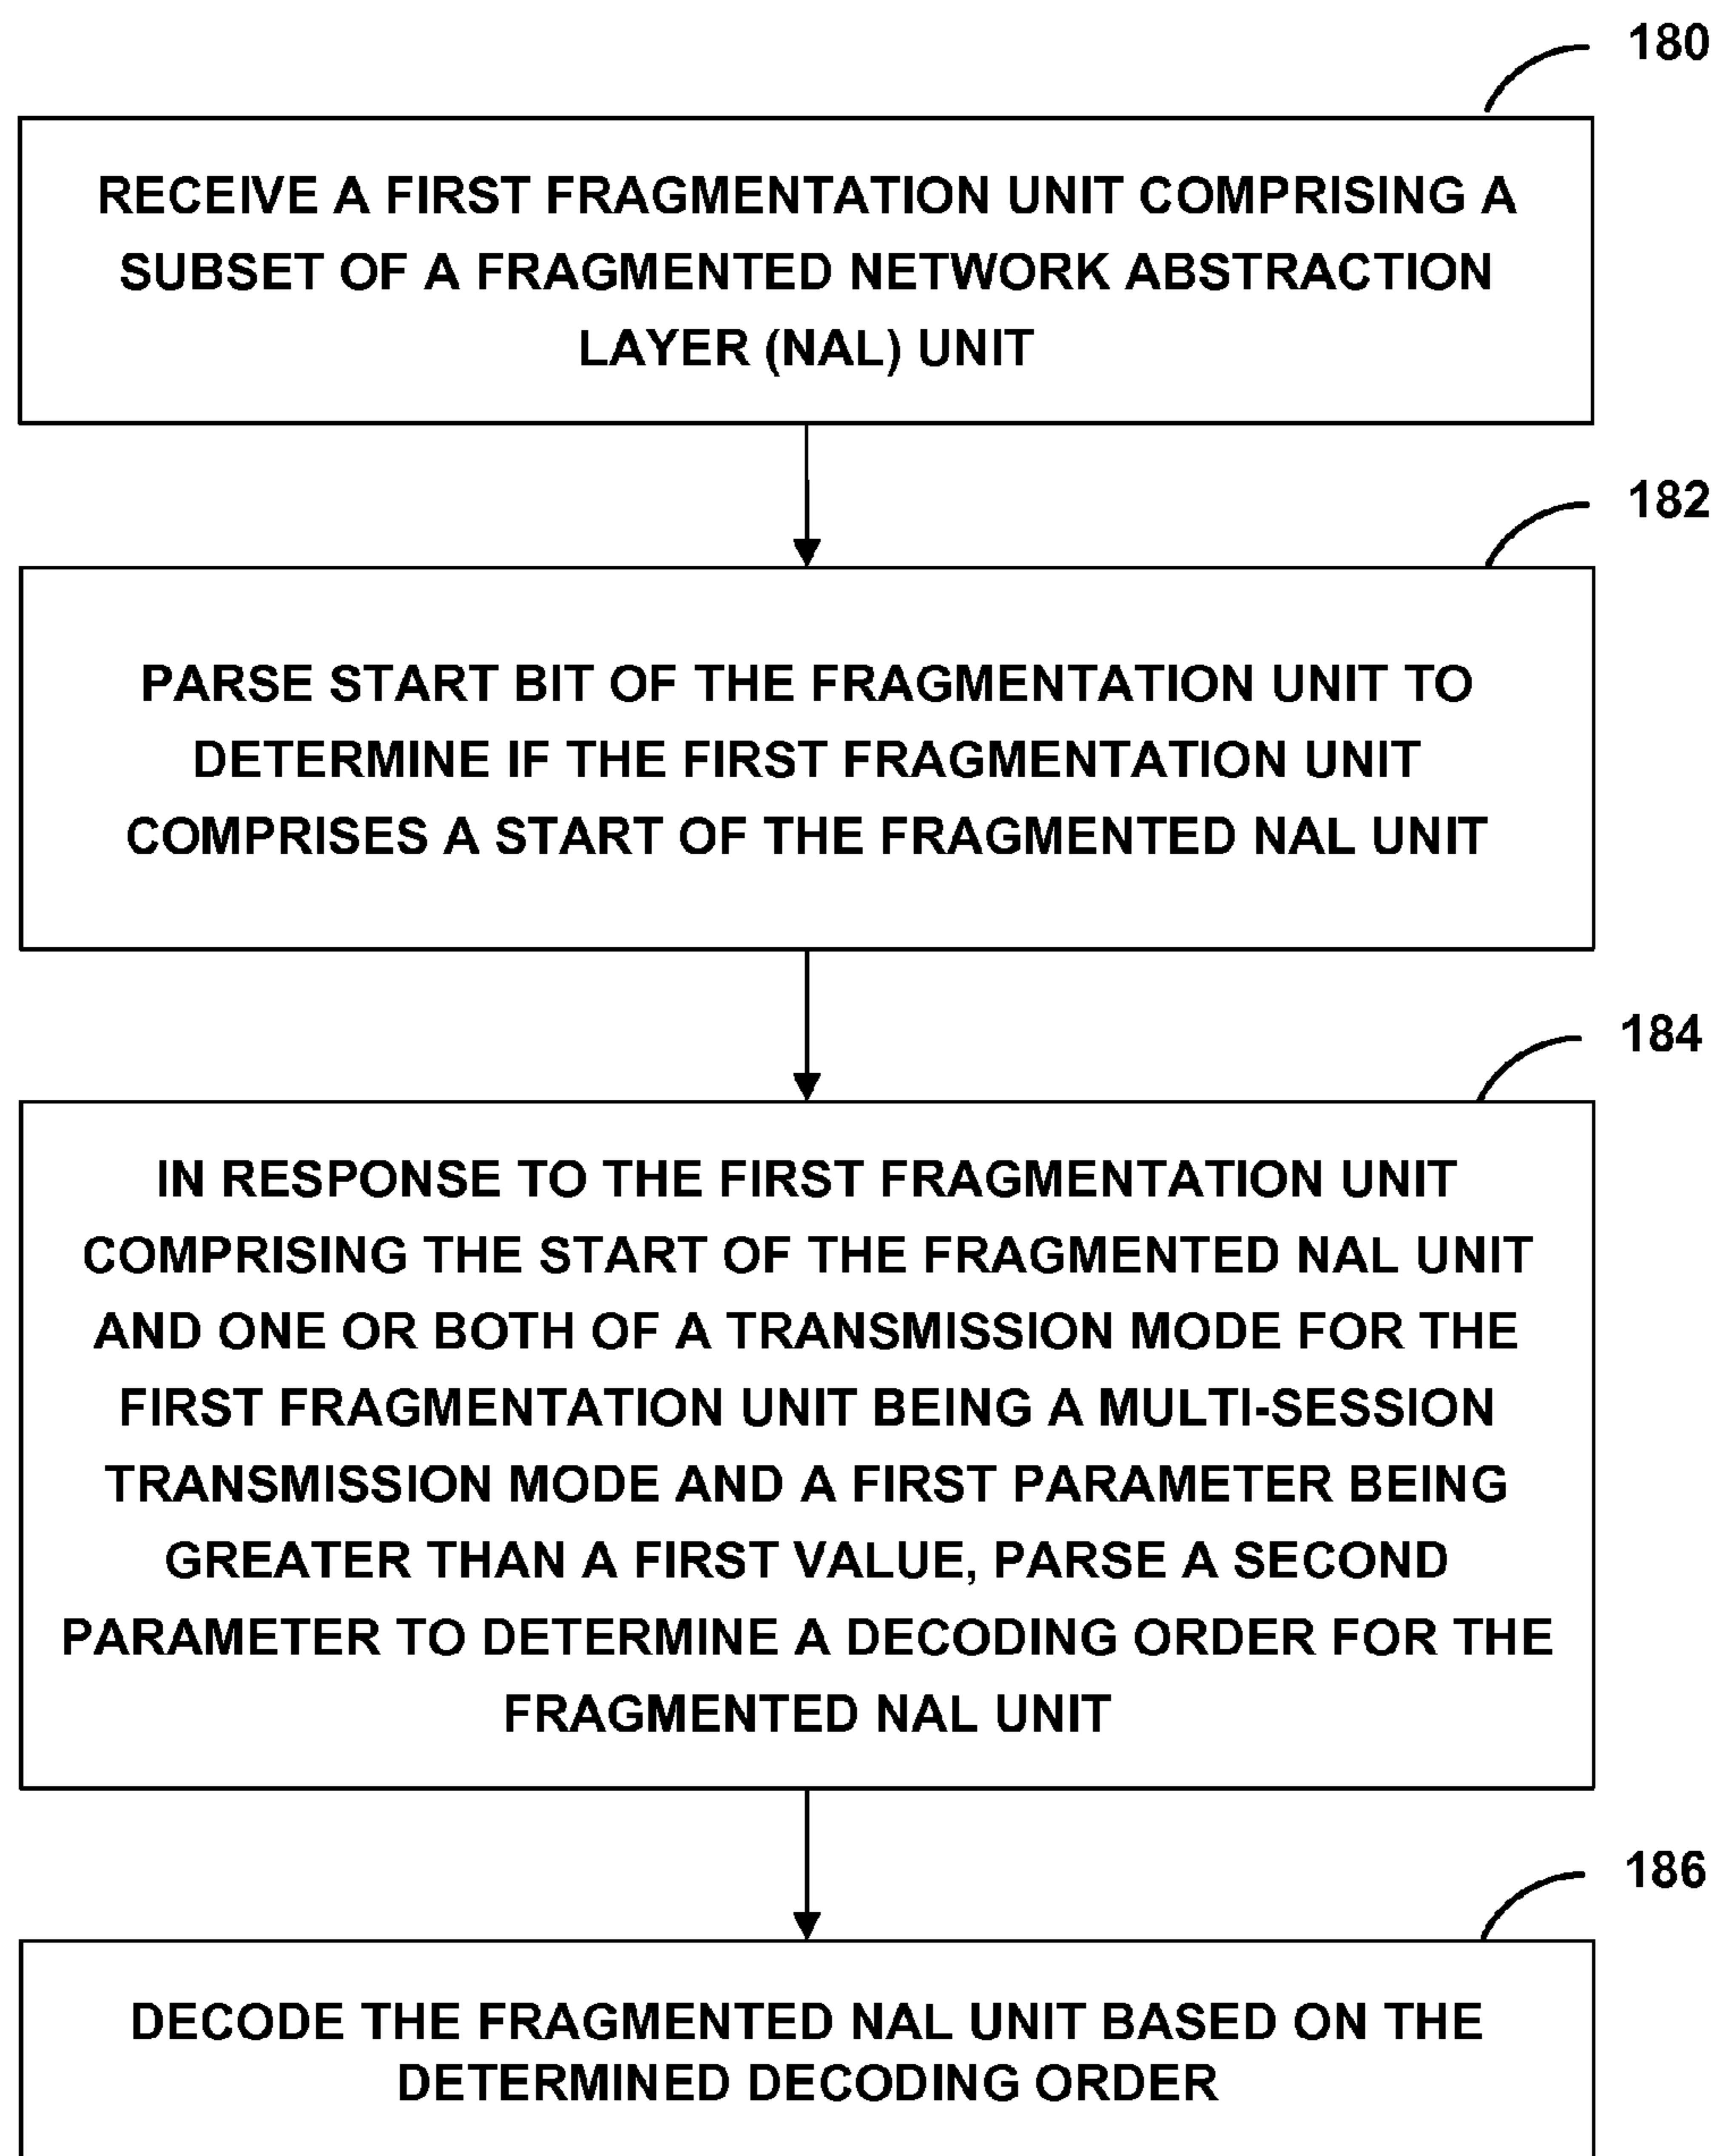 180
RECEIVE A FIRST FRAGMENTATION UNIT COMPRISING A
SUBSET OF A FRAGMENTED NETWORK ABSTRACTION
LAYER (NAL) UNIT
182
PARSE START BIT OF THE FRAGMENTATION UNIT TO
DETERMINE IF THE FIRST FRAGMENTATION UNIT
COMPRISES A START OF THE FRAGMENTED NAL UNIT
184
IN RESPONSE TO THE FIRST FRAGMENTATION UNIT
COMPRISING THE START OF THE FRAGMENTED NAL UNIT
AND ONE OR BOTH OF A TRANSMISSION MODE FOR THE
FIRST FRAGMENTATION UNIT BEING A MULTI-SESSION
TRANSMISSION MODE AND A FIRST PARAMETER BEING
GREATER THAN A FIRST VALUE, PARSE A SECOND
PARAMETER TO DETERMINE A DECODING ORDER FOR THE
FRAGMENTED NAL UNIT
186
DECODE THE FRAGMENTED NAL UNIT BASED ON THE
DETERMINED DECODING ORDER